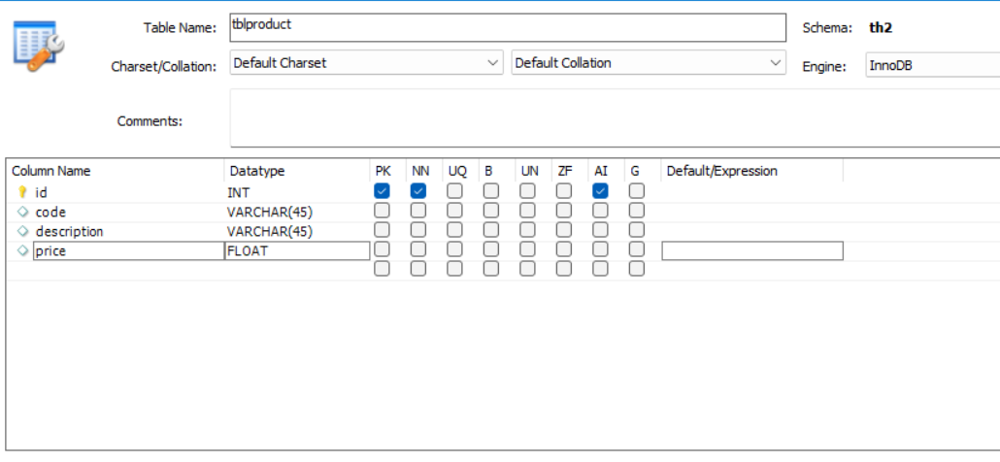 Table Name: tblproduct Schema: th2
Charset/Collation: Default Charset Default Collation Engine: InnoDB
Comments:
Column Name Datatype PK NN UQ B UN ZF AI G Default/Expression
id INT
code VARCHAR(45)
description VARCHAR(45)
price FLOAT